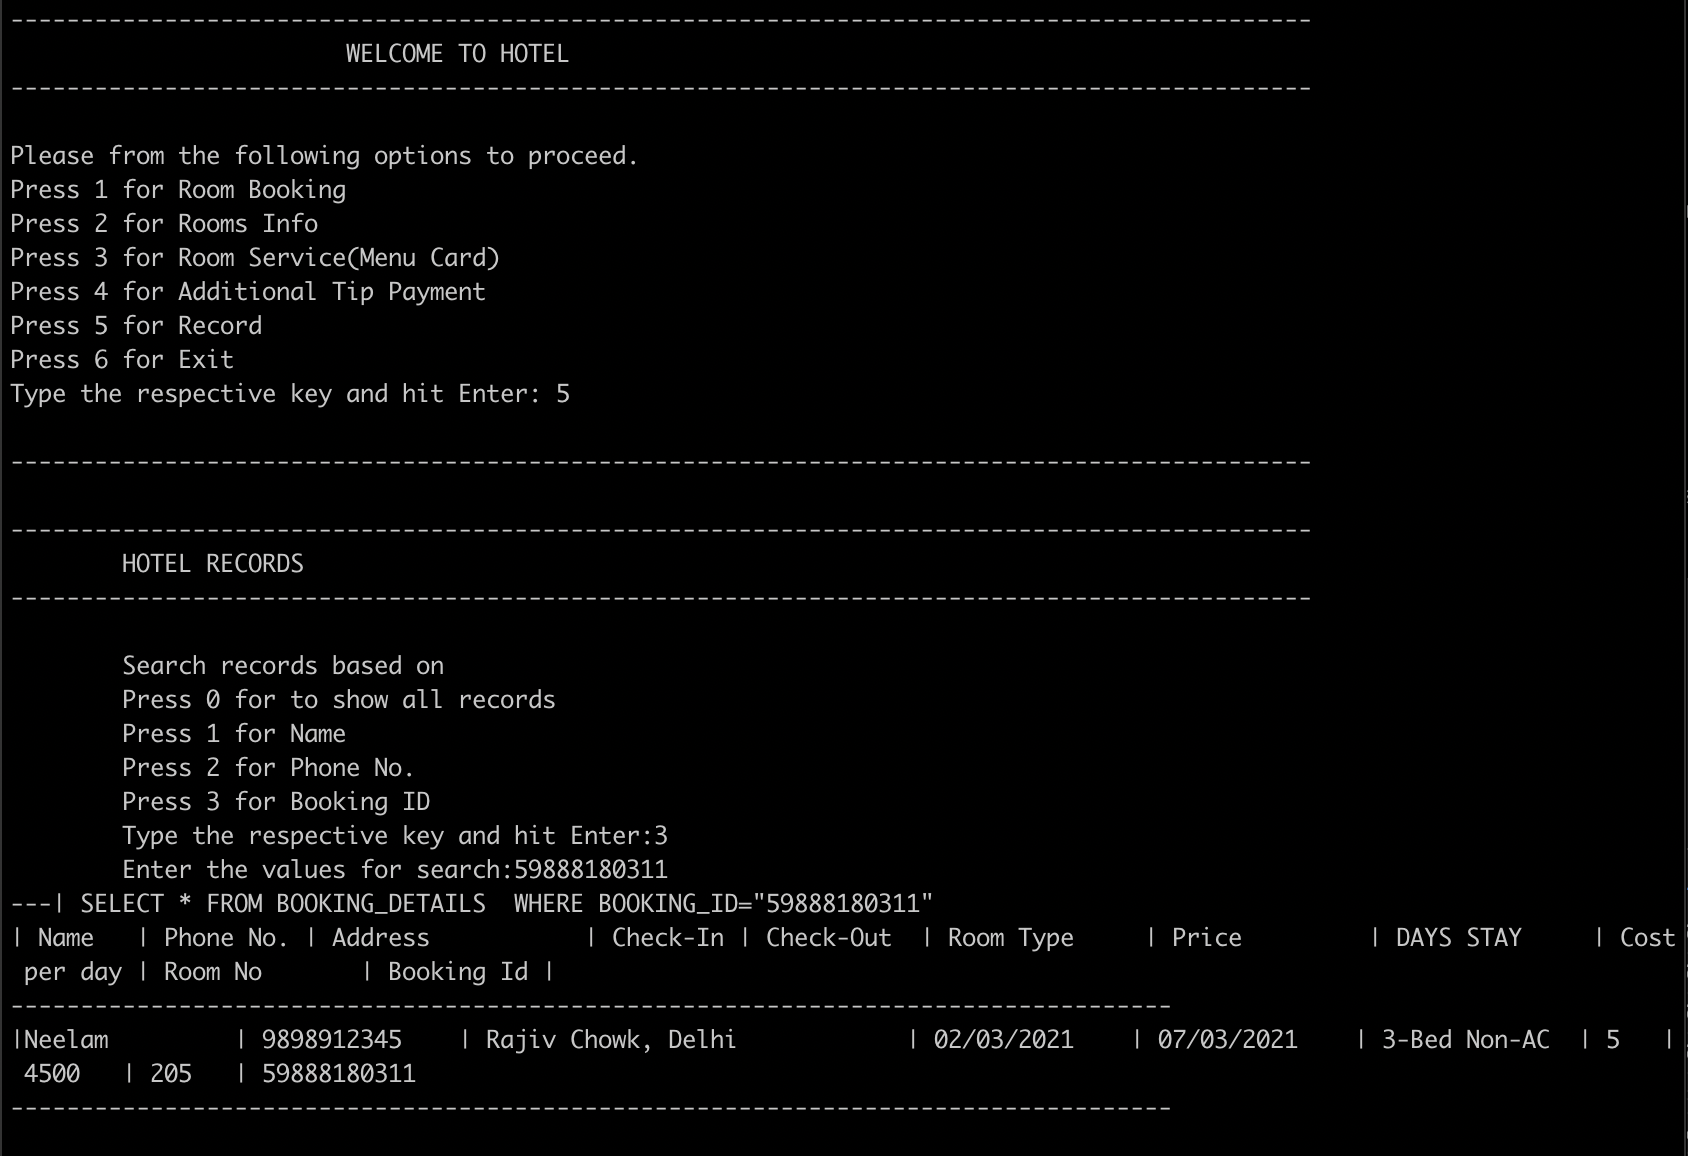 --------------------------------------------------------------------------------------------
WELCOME TO HOTEL
--------------------------------------------------------------------------------------------
Please from the following options to proceed.
Press 1 for Room Booking
Press 2 for Rooms Info
Press 3 for Room Service(Menu Card)
Press 4 for Additional Tip Payment
Press 5 for Record
Press 6 for Exit
Type the respective key and hit Enter: 5
--------------------------------------------------------------------------------------------
--------------------------------------------------------------------------------------------
HOTEL RECORDS
--------------------------------------------------------------------------------------------
Search records based on
Press 0 for to show all records
Press 1 for Name
Press 2 for Phone No.
Press 3 for Booking ID
Type the respective key and hit Enter:3
Enter the values for search:59888180311
---| SELECT * FROM BOOKING_DETAILS  WHERE BOOKING_ID="59888180311"
| Name   | Phone No. | Address           | Check-In | Check-Out  | Room Type     | Price         | DAYS STAY     | Cost
per day | Room No       | Booking Id |
-----------------------------------------------------------------------------------
|Neelam         | 9898912345    | Rajiv Chowk, Delhi            | 02/03/2021    | 07/03/2021    | 3-Bed Non-AC  | 5   |
4500   | 205   | 59888180311
-----------------------------------------------------------------------------------